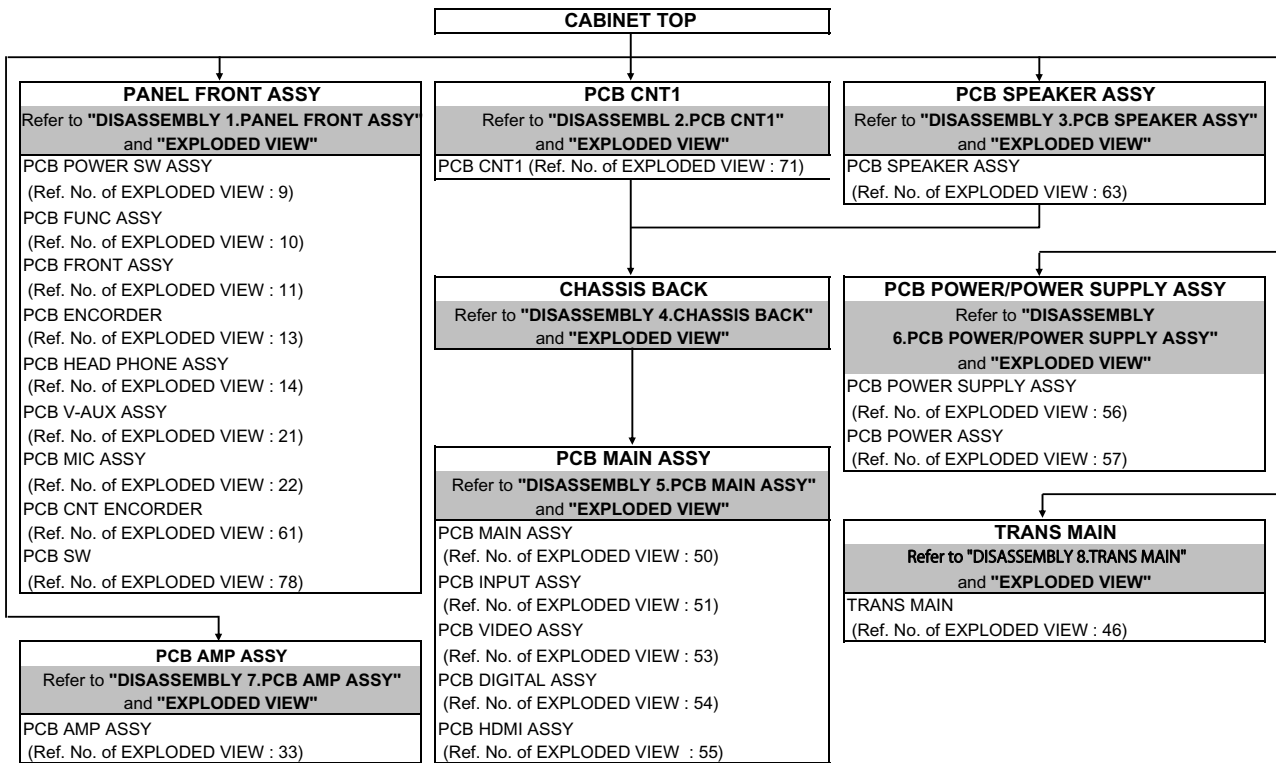 CABINET TOP
PANEL FRONT ASSY
Refer to "DISASSEMBLY 1.PANEL FRONT ASSY"
and "EXPLODED VIEW"
PCB POWER SW ASSY
(Ref. No. of EXPLODED VIEW : 9)
PCB FUNC ASSY
(Ref. No. of EXPLODED VIEW : 10)
PCB FRONT ASSY
(Ref. No. of EXPLODED VIEW : 11)
PCB ENCORDER
(Ref. No. of EXPLODED VIEW : 13)
PCB HEAD PHONE ASSY
(Ref. No. of EXPLODED VIEW : 14)
PCB V-AUX ASSY
(Ref. No. of EXPLODED VIEW : 21)
PCB MIC ASSY
(Ref. No. of EXPLODED VIEW : 22)
PCB CNT ENCORDER
(Ref. No. of EXPLODED VIEW : 61)
PCB SW
(Ref. No. of EXPLODED VIEW : 78)
PCB AMP ASSY
Refer to "DISASSEMBLY 7.PCB AMP ASSY"
and "EXPLODED VIEW"
PCB AMP ASSY
(Ref. No. of EXPLODED VIEW : 33)
PCB CNT1
Refer to "DISASSEMBL 2.PCB CNT1"
and "EXPLODED VIEW"
PCB CNT1 (Ref. No. of EXPLODED VIEW : 71)
CHASSIS BACK
Refer to "DISASSEMBLY 4.CHASSIS BACK"
and "EXPLODED VIEW"
PCB MAIN ASSY
Refer to "DISASSEMBLY 5.PCB MAIN ASSY"
and "EXPLODED VIEW"
PCB MAIN ASSY
(Ref. No. of EXPLODED VIEW : 50)
PCB INPUT ASSY
(Ref. No. of EXPLODED VIEW : 51)
PCB VIDEO ASSY
(Ref. No. of EXPLODED VIEW : 53)
PCB DIGITAL ASSY
(Ref. No. of EXPLODED VIEW : 54)
PCB HDMI ASSY
(Ref. No. of EXPLODED VIEW : 55)
PCB SPEAKER ASSY
Refer to "DISASSEMBLY 3.PCB SPEAKER ASSY"
and "EXPLODED VIEW"
PCB SPEAKER ASSY
(Ref. No. of EXPLODED VIEW : 63)
PCB POWER/POWER SUPPLY ASSY
Refer to "DISASSEMBLY
6.PCB POWER/POWER SUPPLY ASSY"
and "EXPLODED VIEW"
PCB POWER SUPPLY ASSY
(Ref. No. of EXPLODED VIEW : 56)
PCB POWER ASSY
(Ref. No. of EXPLODED VIEW : 57)
TRANS MAIN
Refer to "DISASSEMBLY 8.TRANS MAIN"
and "EXPLODED VIEW"
TRANS MAIN
(Ref. No. of EXPLODED VIEW : 46)